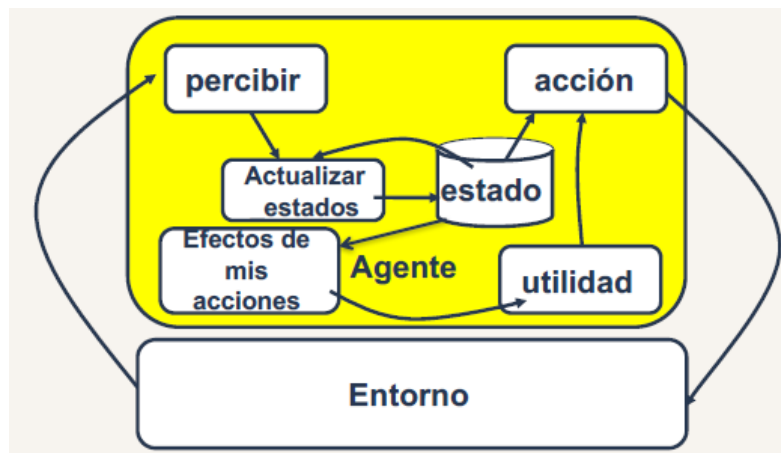 percibir
acción
Actualizar
estados
estado
Efectos de
mis
acciones
Agente
utilidad
Entorno